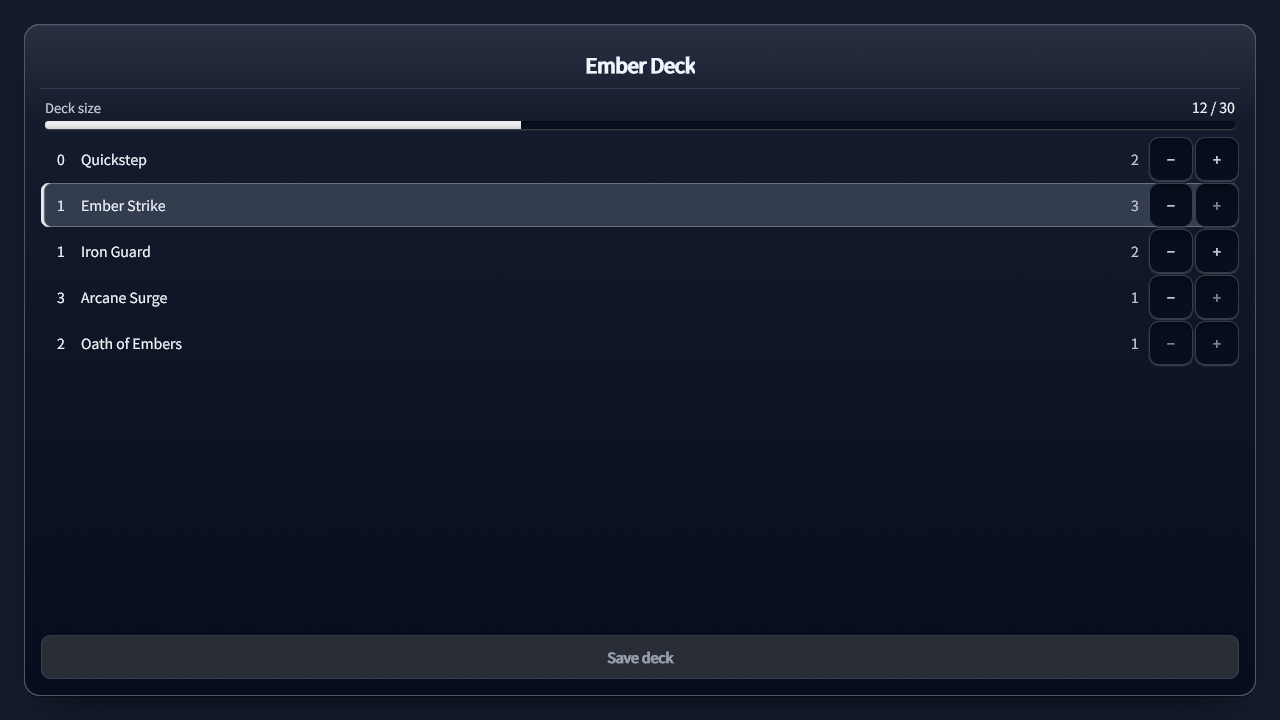 Ember Deck
Deck size 12 / 30
0 Quickstep 2 − +
1 Ember Strike 3 − +
1 Iron Guard 2 − +
3 Arcane Surge 1 − +
2 Oath of Embers 1 − +
Save deck